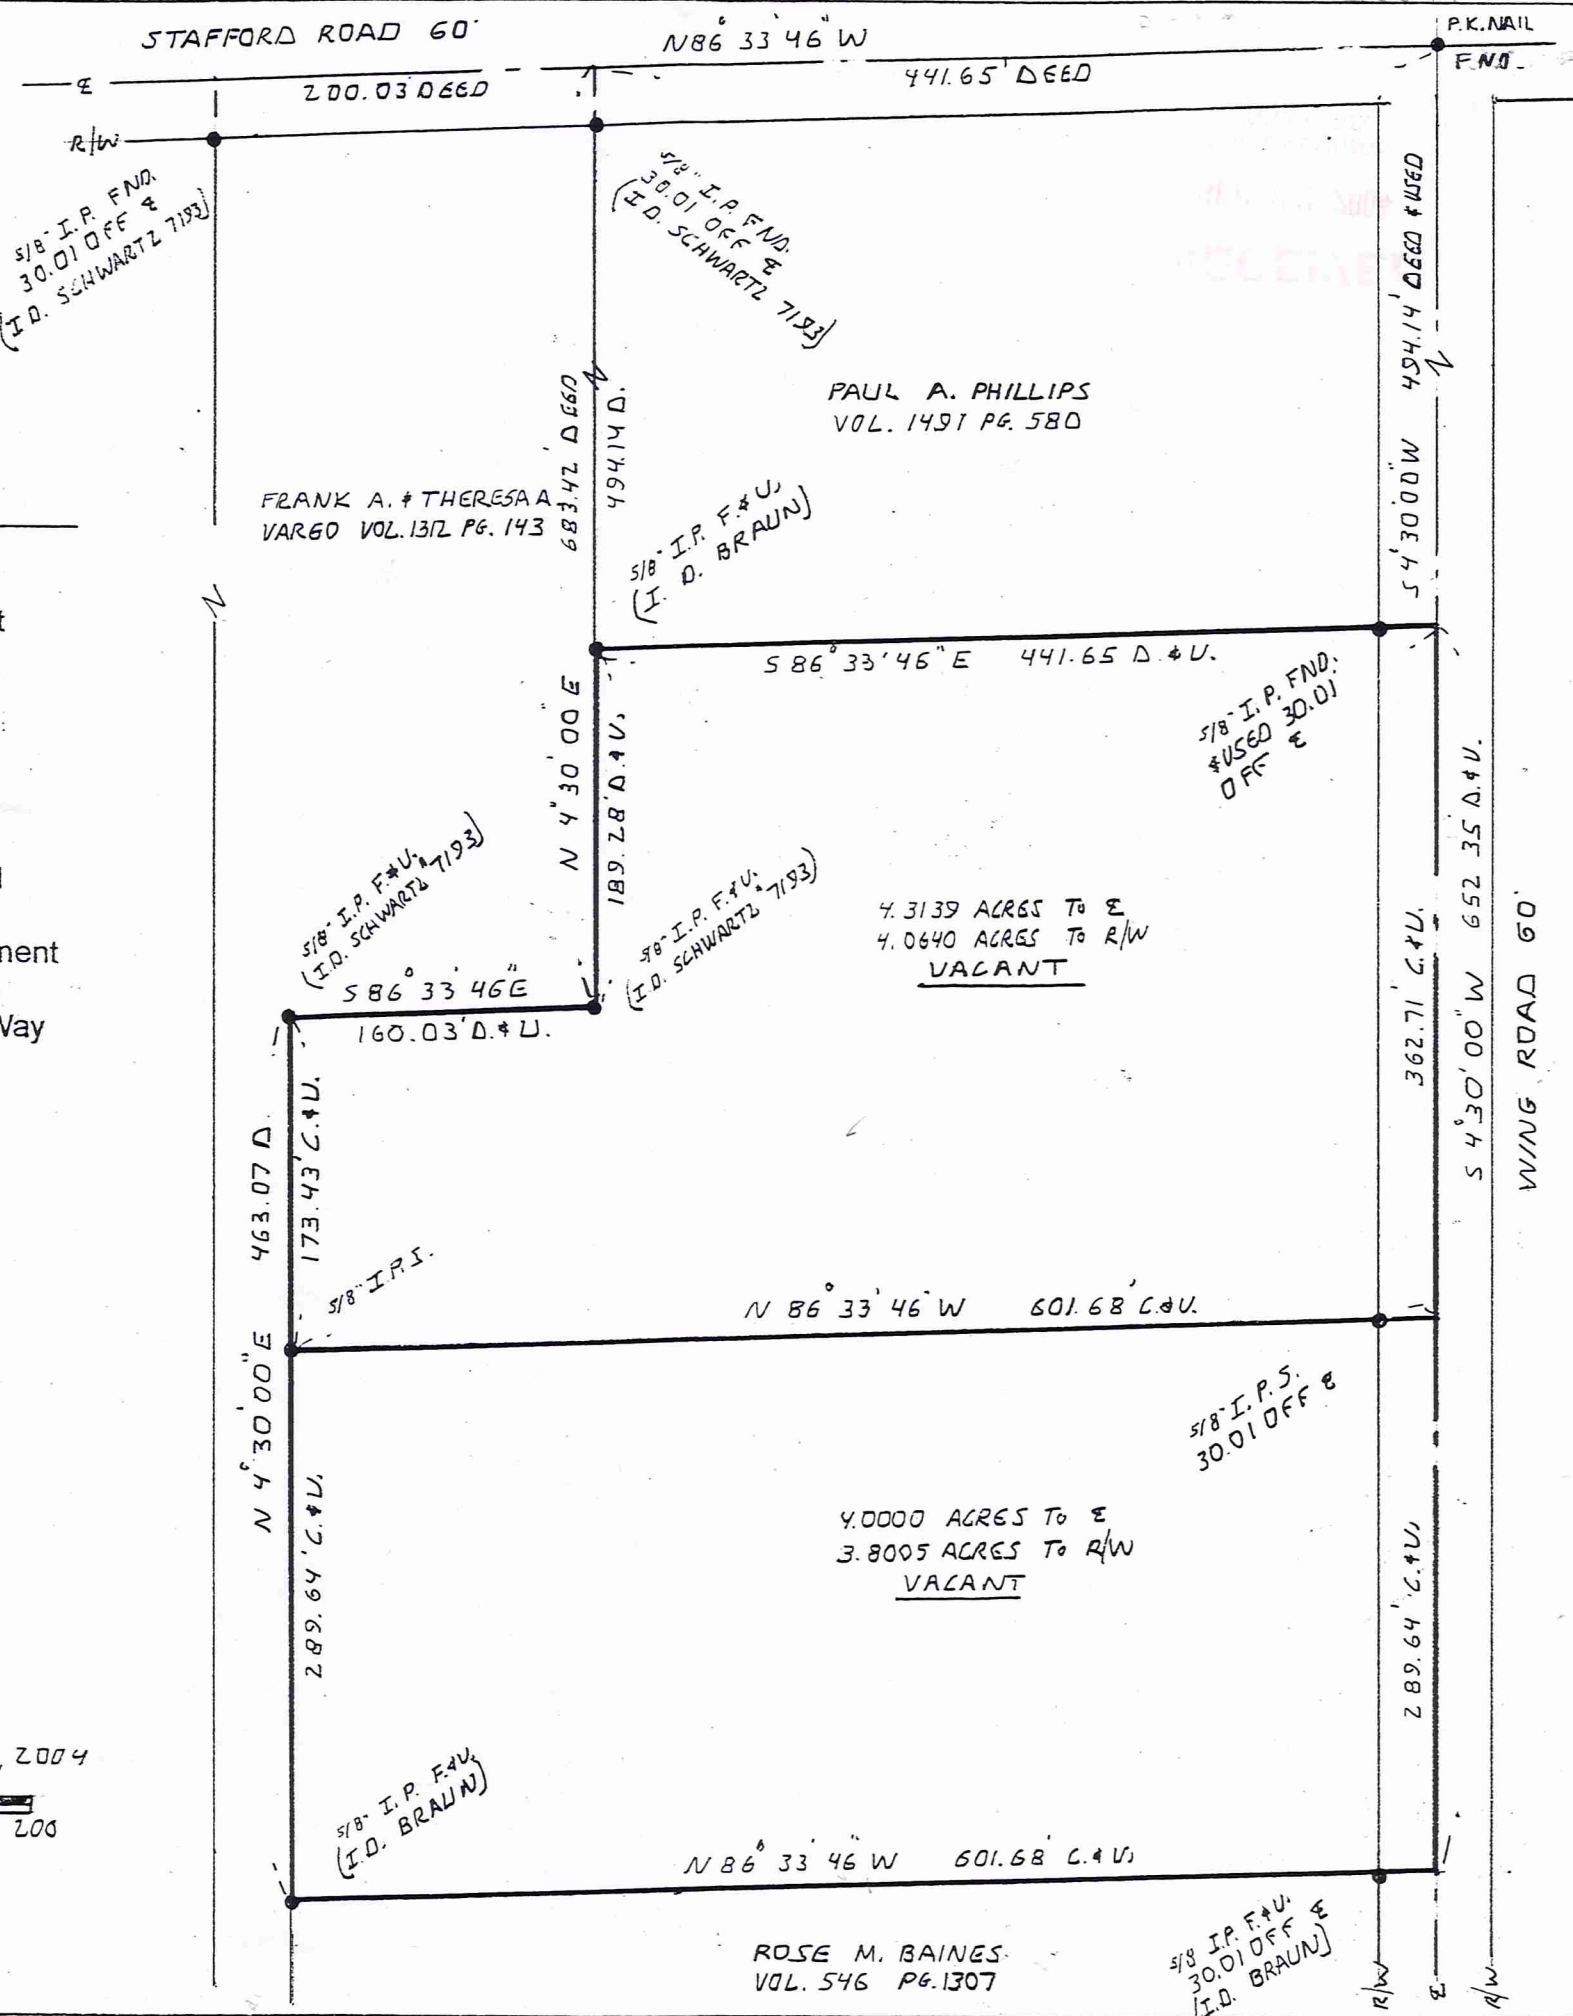 STAFFORD ROAD 60'
N 86° 33' 46" W
P.K. NAIL
FND.
℄
200.03 DEED
441.65' DEED
R/W
5/8" I.P. FND.
30.01 OFF ℄
(I.D. SCHWARTZ 7193)
5/8" I.P. FND.
30.01 OFF ℄
(I.D. SCHWARTZ 7193)
S 4° 30' 00" W 494.14' DEED & USED
683.42' DEED
494.14 D.
PAUL A. PHILLIPS
VOL. 1491 PG. 580
FRANK A. & THERESA A
VARGO VOL. 1312 PG. 143
5/8" I.P. F.&U.
(I.D. BRAUN)
S 86° 33' 46" E 441.65 D.&U.
5/8" I.P. FND.
& USED 30.01
OFF ℄
N 4° 30' 00" E
189.28' D.&U.
5/8" I.P. F.&U.
(I.D. SCHWARTZ "7193)
5/8" I.P. F.&U.
(I.D. SCHWARTZ "7193)
4.3139 ACRES TO ℄
4.0640 ACRES TO R/W
VACANT
ment
Way
S 86° 33' 46" E
160.03' D.&U.
362.71' C.&U.
S 4° 30' 00" W 652.35 D.&U.
WING ROAD 60'
N 4° 30' 00" E 463.07 D.
173.43' C.&U.
5/8" I.P.S.
N 86° 33' 46" W 601.68' C.&U.
5/8" I.P.S.
30.01 OFF ℄
4.0000 ACRES TO ℄
3.8005 ACRES TO R/W
VACANT
289.64' C.&U.
289.64' C.&U.
2004
200
5/8" I.P. F.&U.
(I.D. BRAUN)
N 86° 33' 46" W 601.68' C.&U.
5/8 I.P. F.&U.
30.01 OFF ℄
(I.D. BRAUN)
ROSE M. BAINES
VOL. 546 PG. 1307
R/W
℄
R/W